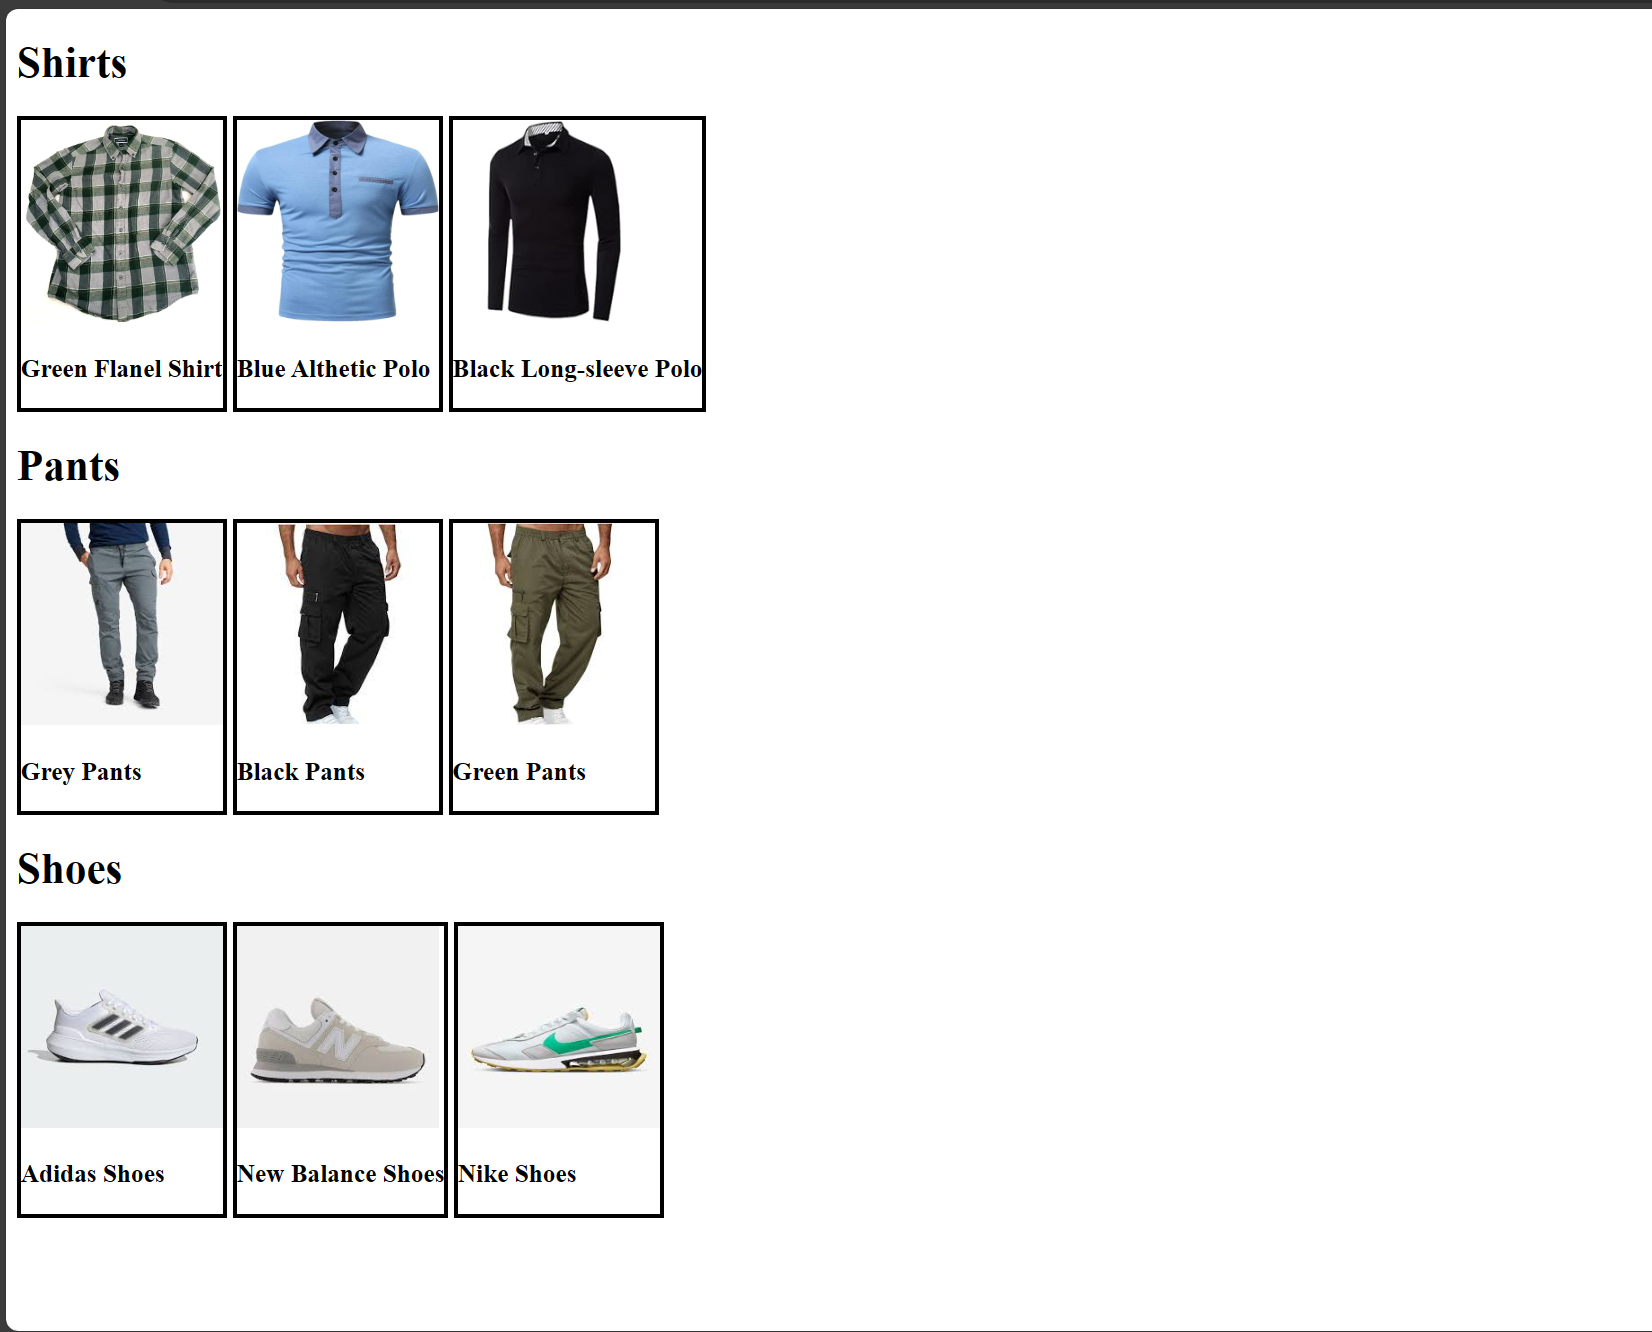 Shirts
Green Flanel Shirt
Blue Althetic Polo
Black Long-sleeve Polo
Pants
Grey Pants
Black Pants
Green Pants
Shoes
Adidas Shoes
New Balance Shoes
Nike Shoes